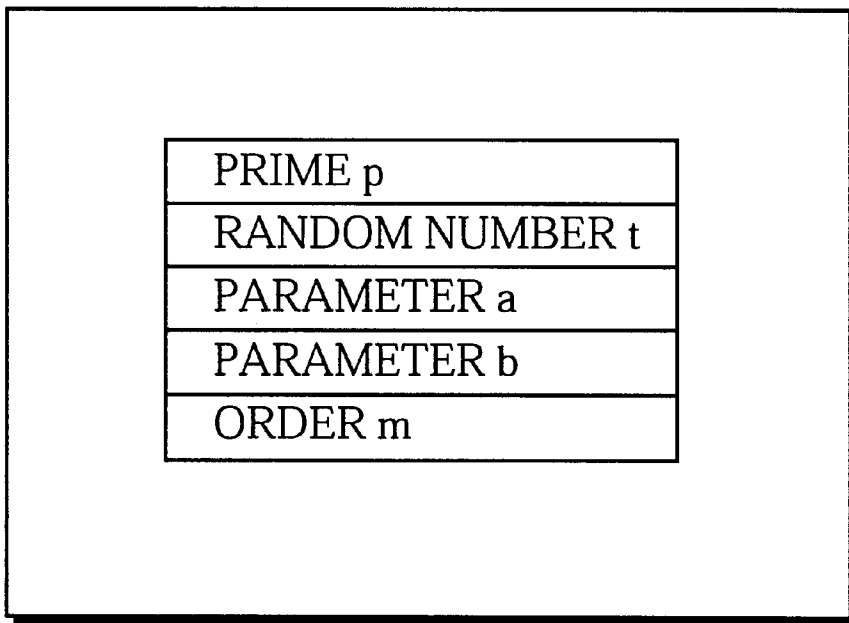 PRIME p
RANDOM NUMBER t
PARAMETER a
PARAMETER b
ORDER m